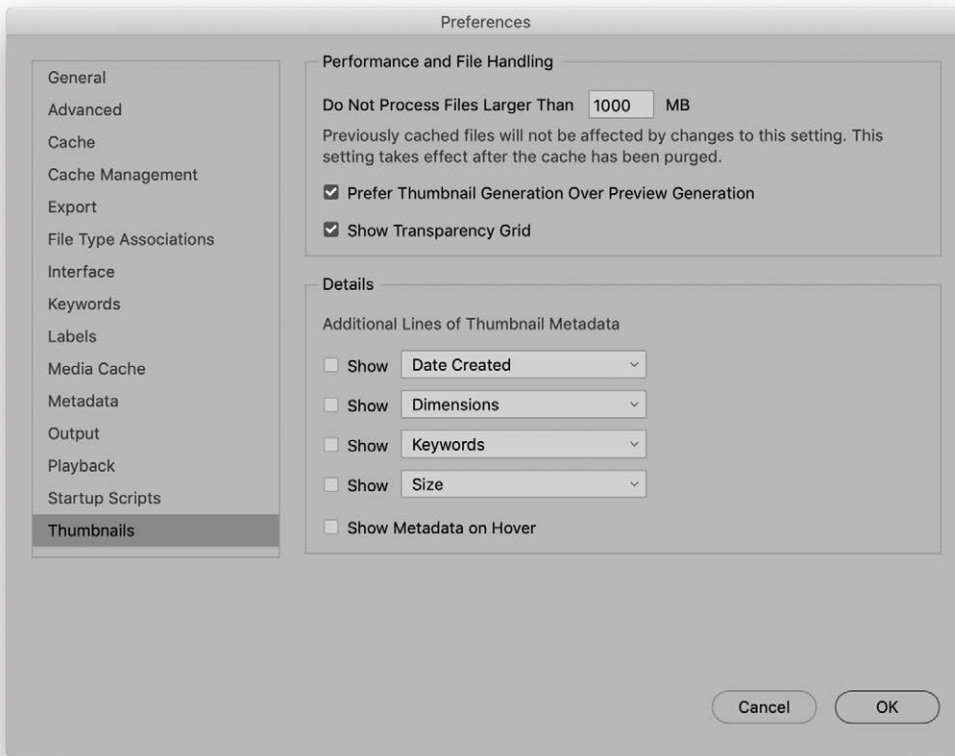 Preferences
General
Advanced
Cache
Cache Management
Export
File Type Associations
Interface
Keywords
Labels
Media Cache
Metadata
Output
Playback
Startup Scripts
Thumbnails
Performance and File Handling
Do Not Process Files Larger Than 1000 MB
Previously cached files will not be affected by changes to this setting. This
setting takes effect after the cache has been purged.
Prefer Thumbnail Generation Over Preview Generation
Show Transparency Grid
Details
Additional Lines of Thumbnail Metadata
Show Date Created
Show Dimensions
Show Keywords
Show Size
Show Metadata on Hover
Cancel OK